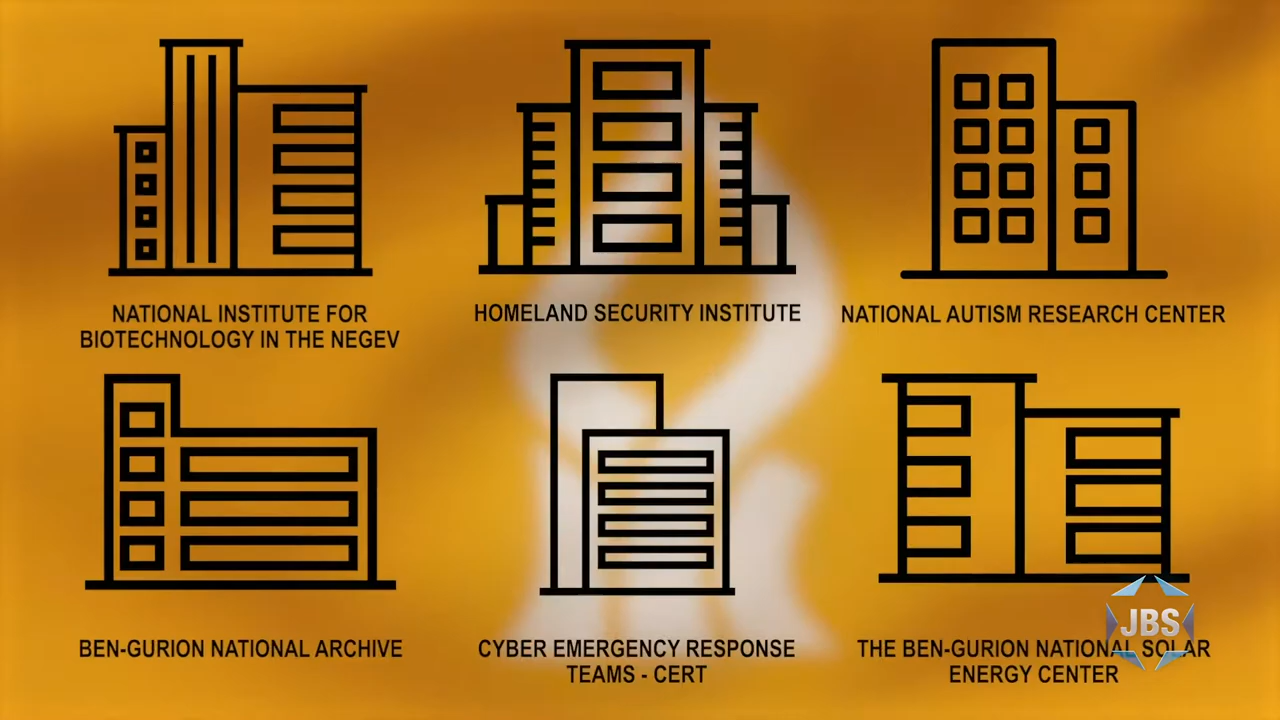 NATIONAL INSTITUTE FOR
BIOTECHNOLOGY IN THE NEGEV
HOMELAND SECURITY INSTITUTE
NATIONAL AUTISM RESEARCH CENTER
BEN-GURION NATIONAL ARCHIVE
CYBER EMERGENCY RESPONSE
TEAMS - CERT
THE BEN-GURION NATIONAL SOLAR
ENERGY CENTER
JBS